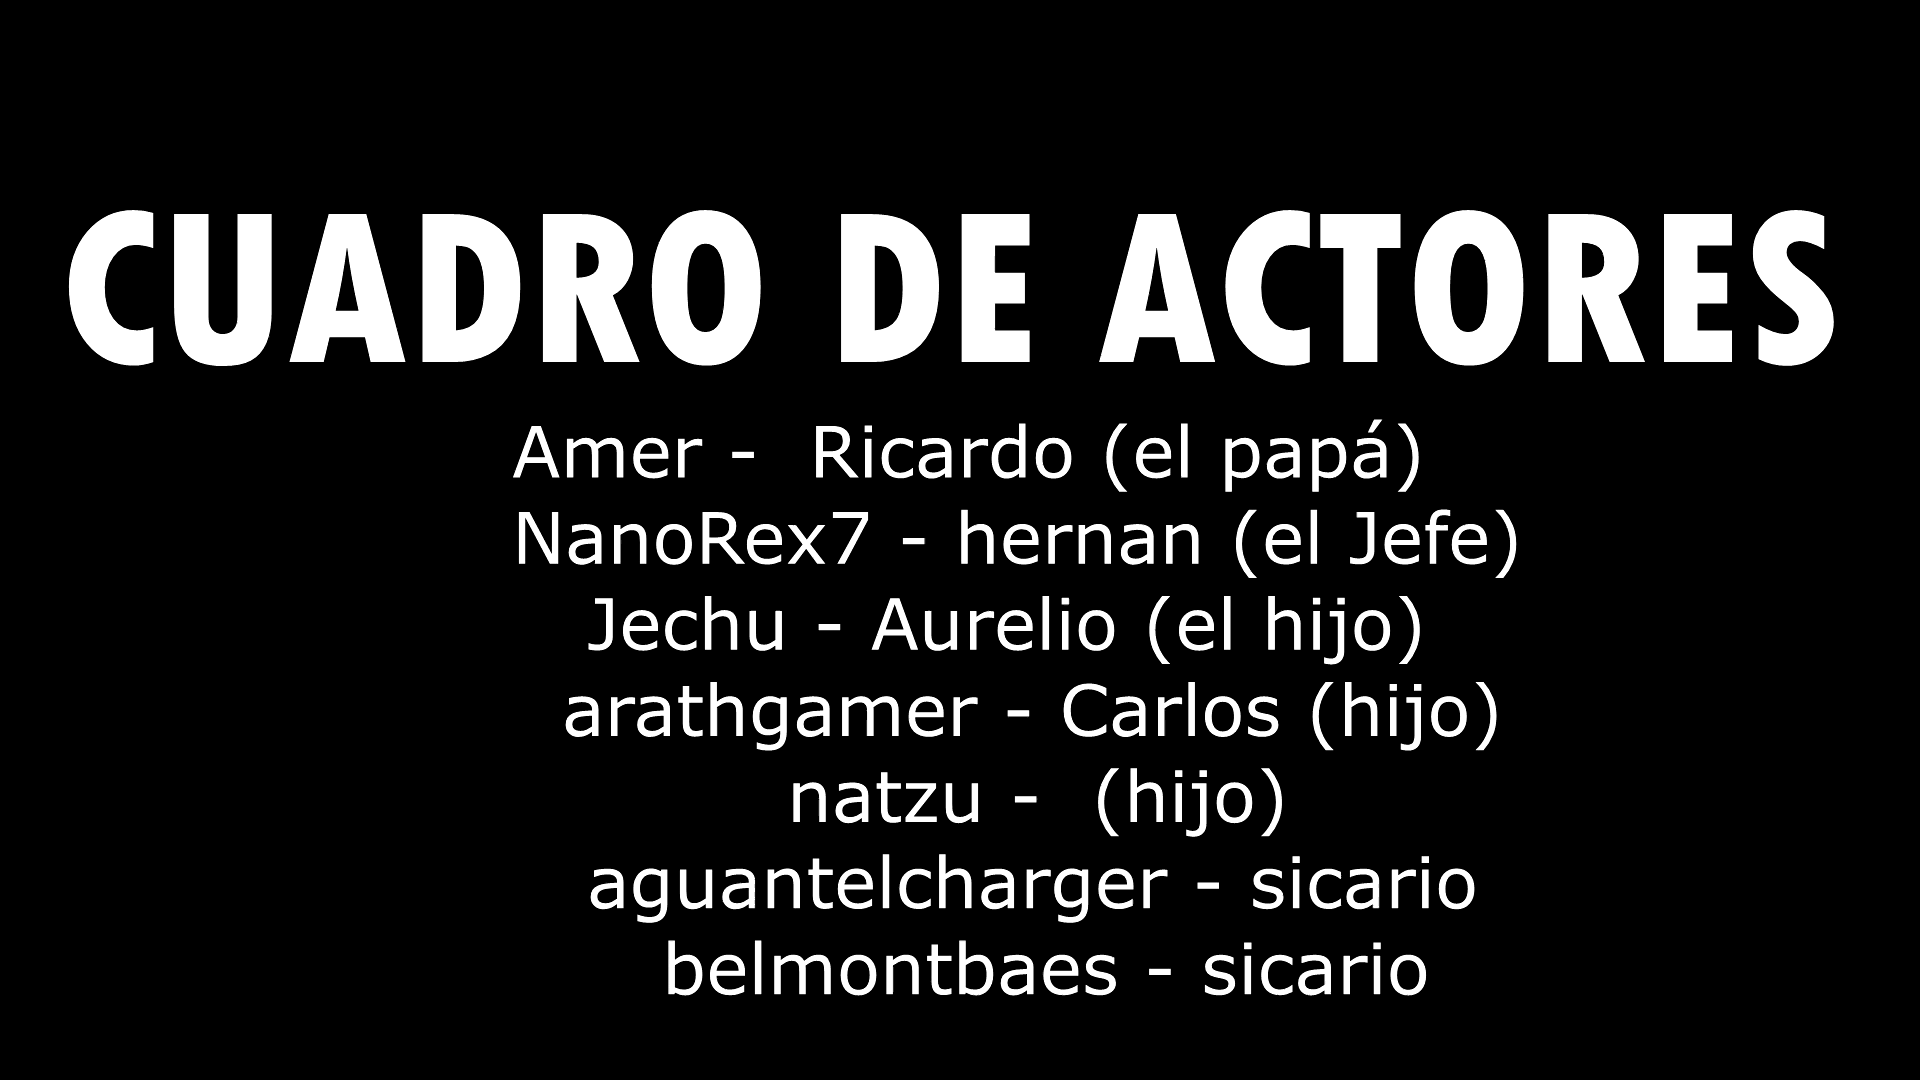 CUADRO DE ACTORES
Amer -  Ricardo (el papá)
NanoRex7 - hernan (el Jefe)
Jechu - Aurelio (el hijo)
arathgamer - Carlos (hijo)
natzu -  (hijo)
aguantelcharger - sicario
belmontbaes - sicario